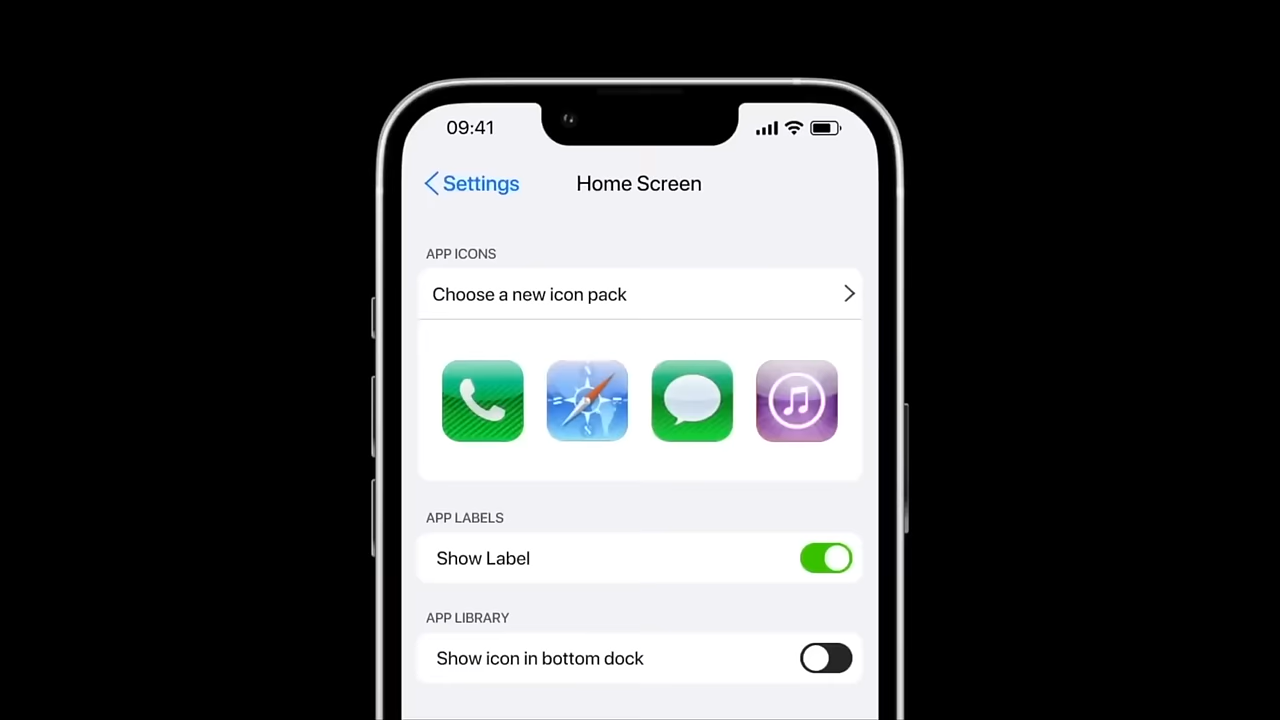 09:41
Settings
Home Screen
APP ICONS
Choose a new icon pack
APP LABELS
Show Label
APP LIBRARY
Show icon in bottom dock